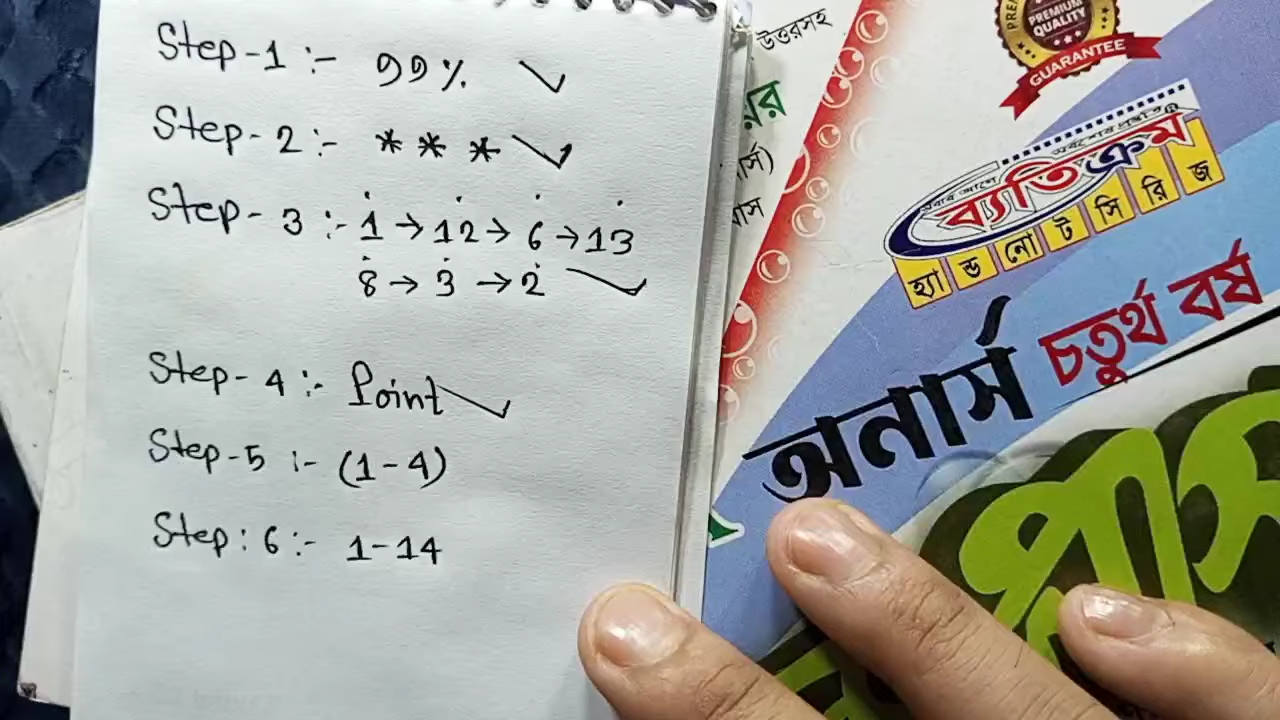 Step-1 :- 99%
Step-2 :- * * *
Step-3 :- 1 → 12 → 6 → 13
8 → 3 → 2
Step-4 :- Point
Step-5 :- (1-4)
Step: 6 :- 1-14
উত্তরসহ
PREMIUM
QUALITY
GUARANTEE
ব্যতিক্রম
হ্যান্ডনোট সিরিজ
অনার্স চতুর্থ বর্ষ